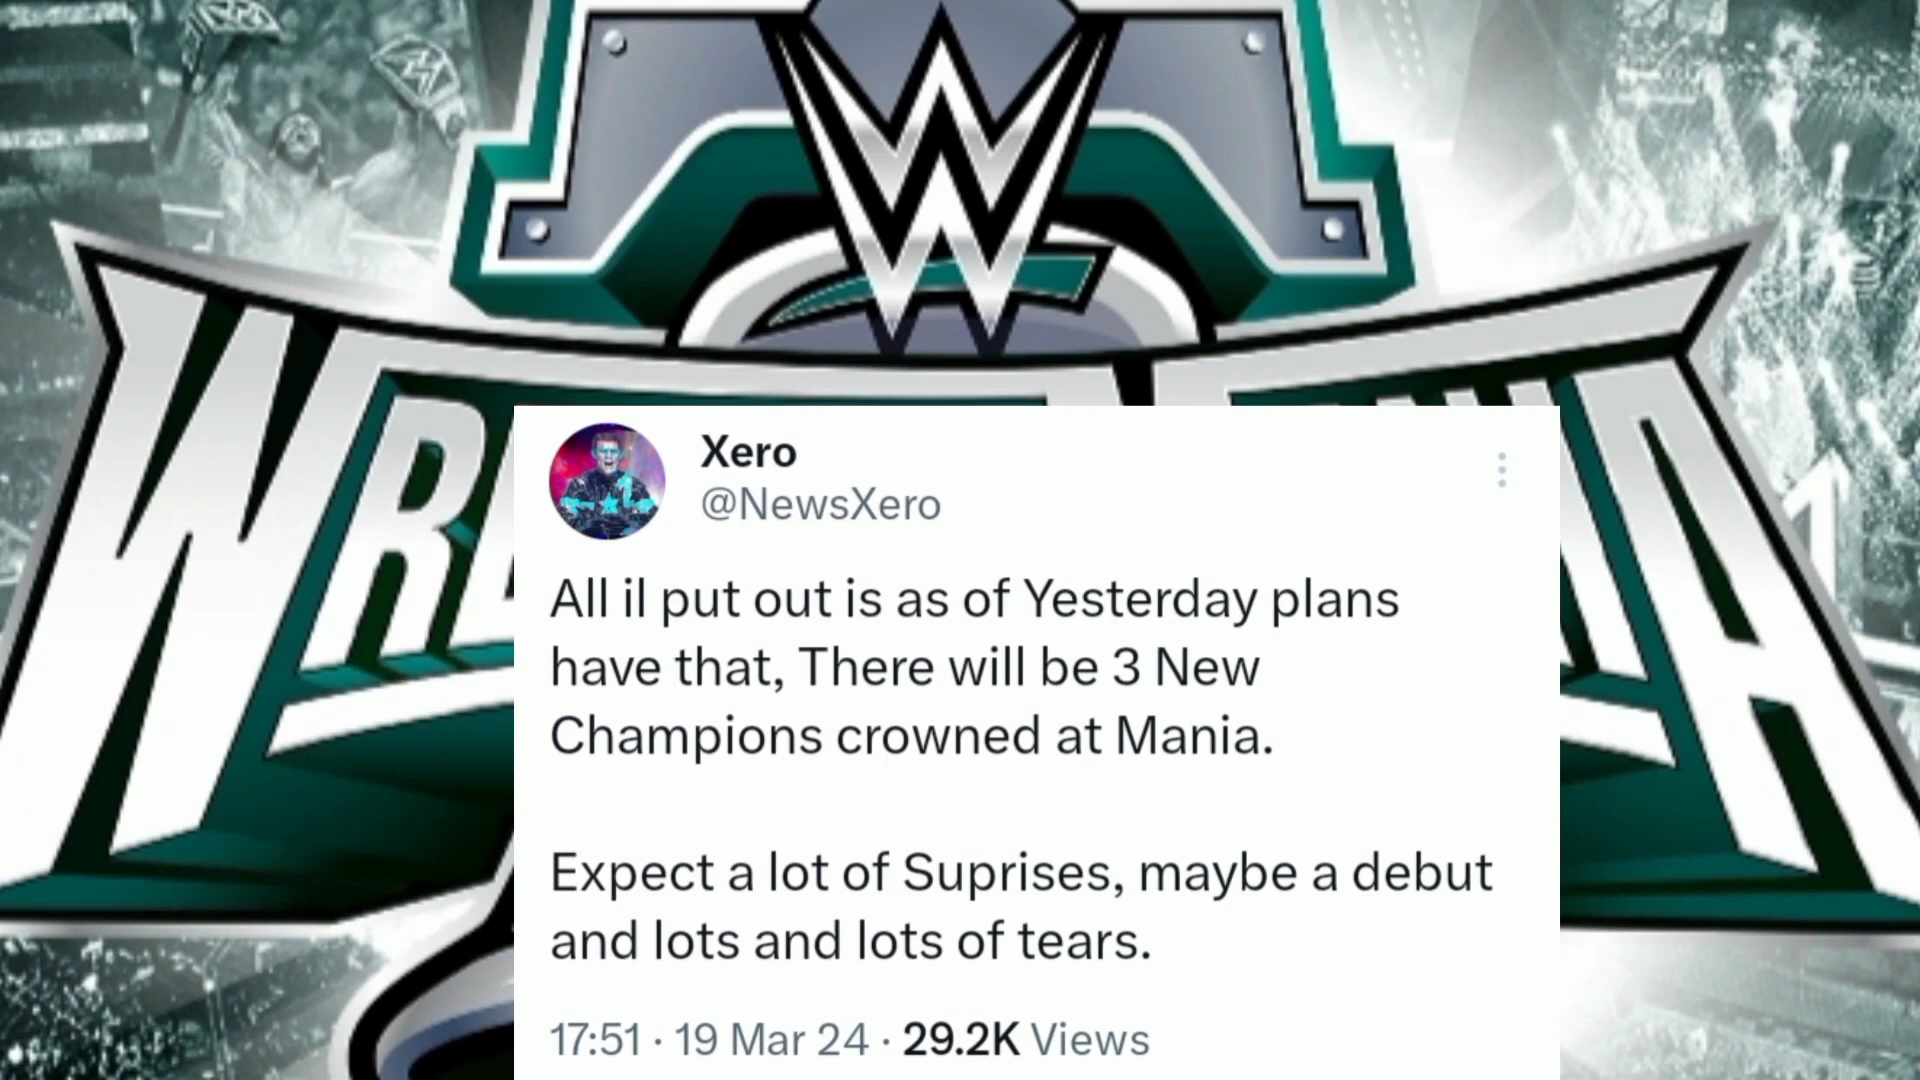 W
WRE ANIA
Xero
@NewsXero
All il put out is as of Yesterday plans
have that, There will be 3 New
Champions crowned at Mania.
Expect a lot of Suprises, maybe a debut
and lots and lots of tears.
17:51 · 19 Mar 24 · 29.2K Views